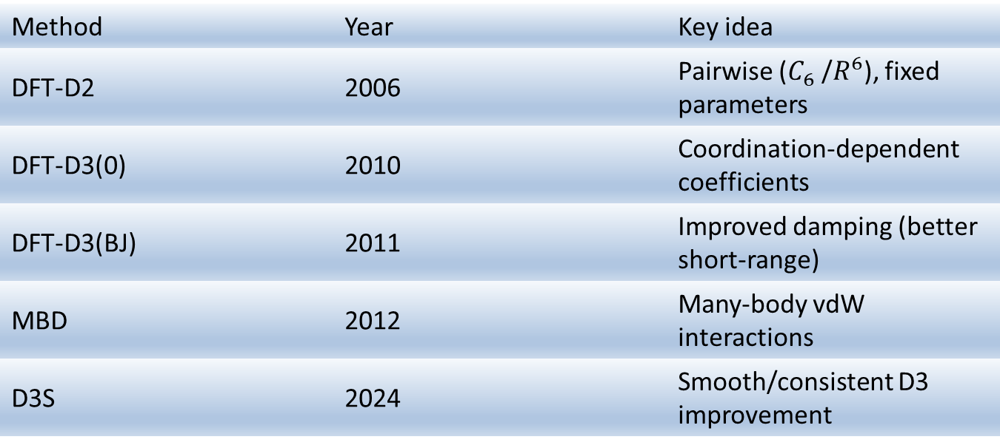 Method Year Key idea
DFT-D2 2006 Pairwise (𝐶₆ /𝑅⁶), fixed
parameters
DFT-D3(0) 2010 Coordination-dependent
coefficients
DFT-D3(BJ) 2011 Improved damping (better
short-range)
MBD 2012 Many-body vdW
interactions
D3S 2024 Smooth/consistent D3
improvement